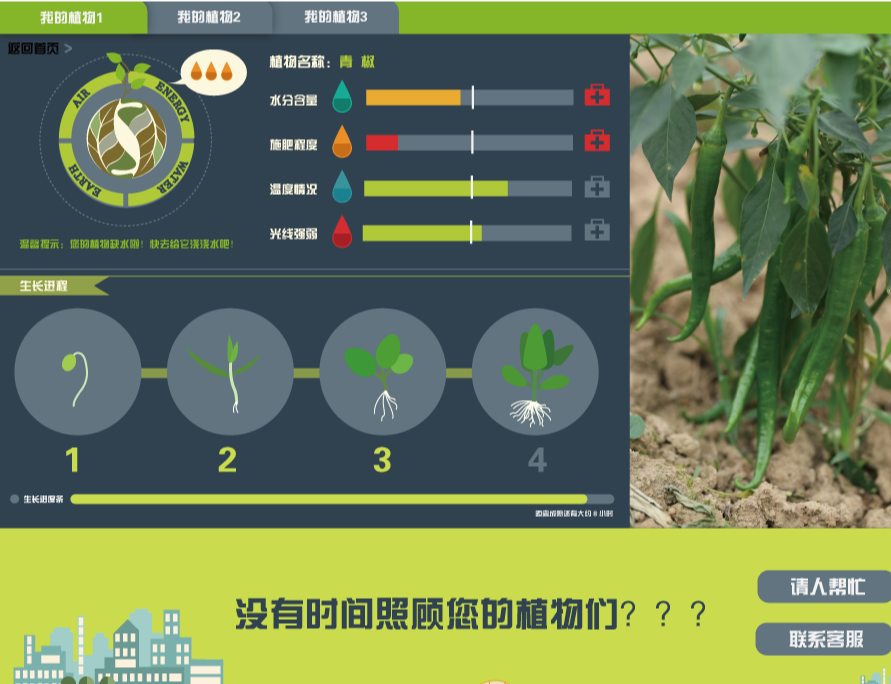 我的植物1
我的植物2
我的植物3
返回首页 >
AIR
ENERGY
EARTH
WATER
植物名称：青 椒
水分含量
施肥程度
温度情况
光线强弱
温馨提示：您的植物缺水啦！快去给它浇浇水吧！
生长进程
1
2
3
4
生长进度条
距离成熟还有大约 8 小时
没有时间照顾您的植物们？？？
请人帮忙
联系客服